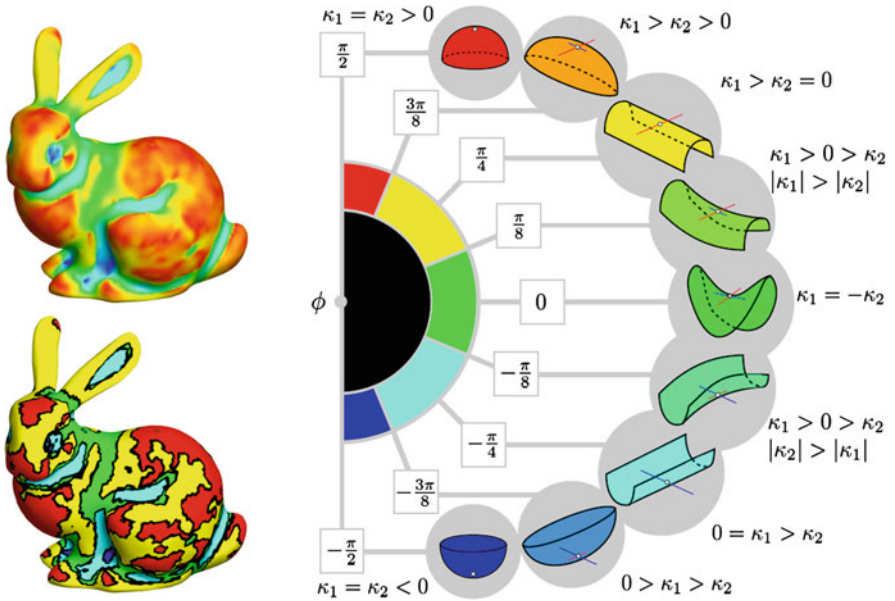 κ₁ = κ₂ > 0
κ₁ > κ₂ > 0
π/2
κ₁ > κ₂ = 0
3π/8
π/4
κ₁ > 0 > κ₂
|κ₁| > |κ₂|
π/8
ϕ
0
κ₁ = −κ₂
−π/8
κ₁ > 0 > κ₂
|κ₂| > |κ₁|
−π/4
−3π/8
0 = κ₁ > κ₂
−π/2
κ₁ = κ₂ < 0
0 > κ₁ > κ₂